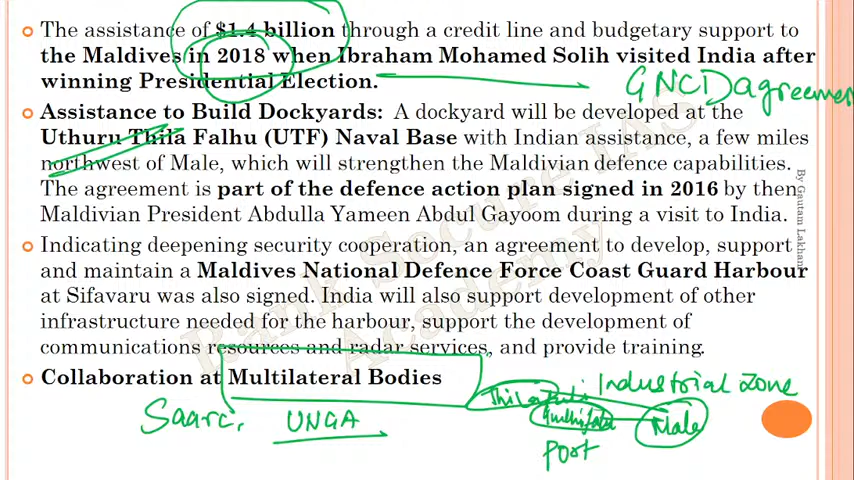 The assistance of $1.4 billion through a credit line and budgetary support to
the Maldives in 2018 when Ibraham Mohamed Solih visited India after
winning Presidential Election.
GNCD agreemen
Assistance to Build Dockyards: A dockyard will be developed at the
Uthuru Thila Falhu (UTF) Naval Base with Indian assistance, a few miles
northwest of Male, which will strengthen the Maldivian defence capabilities.
The agreement is part of the defence action plan signed in 2016 by then
Maldivian President Abdulla Yameen Abdul Gayoom during a visit to India.
Indicating deepening security cooperation, an agreement to develop, support
and maintain a Maldives National Defence Force Coast Guard Harbour
at Sifavaru was also signed. India will also support development of other
infrastructure needed for the harbour, support the development of
communications resources and radar services, and provide training.
Collaboration at Multilateral Bodies
Industrial Zone
Saarc, UNGA
Male
Port
By Gautam Lakhani
Rank Secure IAS
Academy